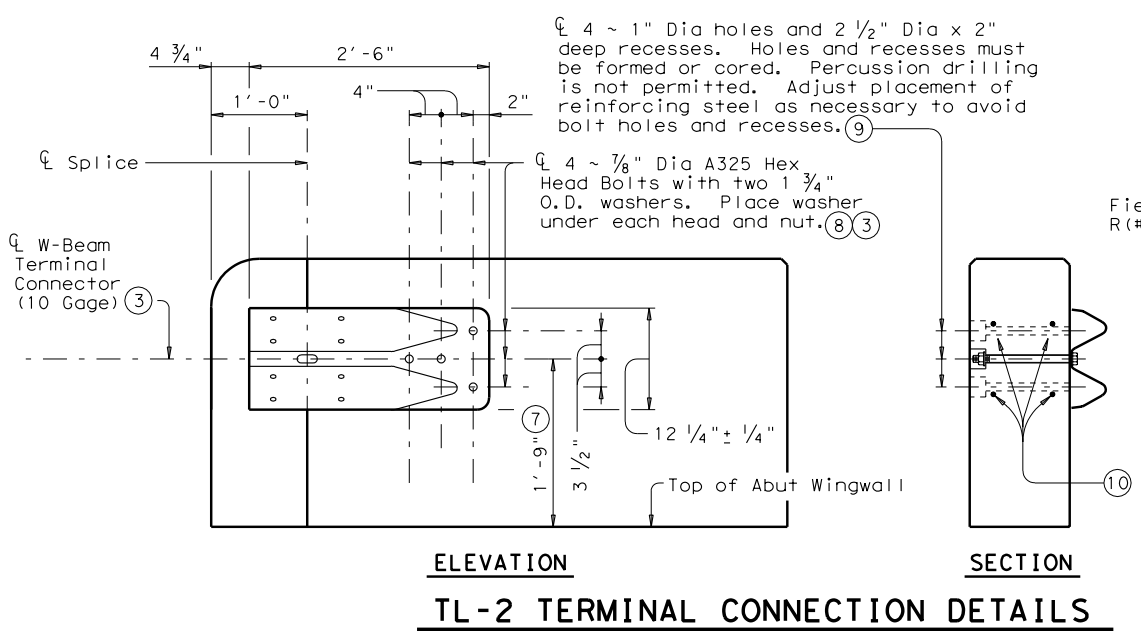 ℄ 4 ~ 1" Dia holes and 2 ½" Dia x 2"
deep recesses. Holes and recesses must
be formed or cored. Percussion drilling
is not permitted. Adjust placement of
reinforcing steel as necessary to avoid
bolt holes and recesses. 9
4 ¾"
2'-6"
1'-0"
4"
2"
℄ Splice
℄ 4 ~ ⅞" Dia A325 Hex
Head Bolts with two 1 ¾"
O.D. washers. Place washer
under each head and nut. 8 3
Fie
R(#
℄ W-Beam
Terminal
Connector
(10 Gage) 3
7
1'-9"
3 ½"
12 ¼" ± ¼"
Top of Abut Wingwall
10
ELEVATION
SECTION
TL-2 TERMINAL CONNECTION DETAILS